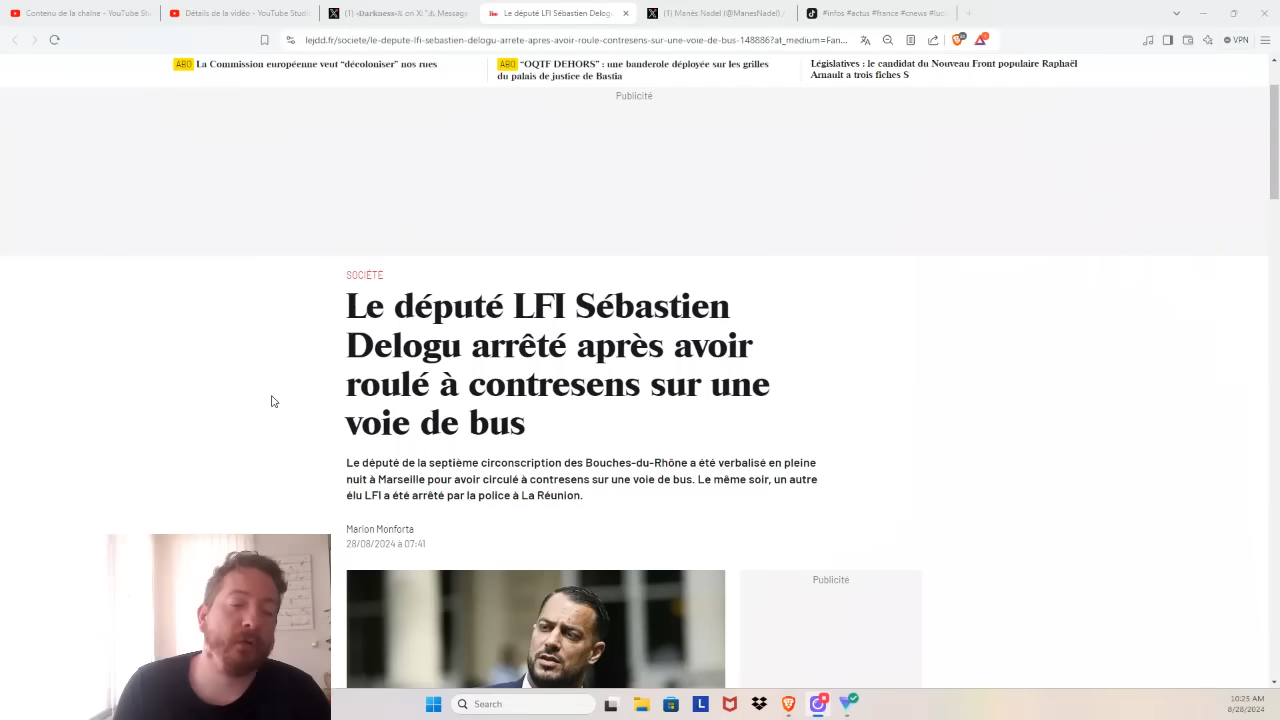 Contenu de la chaîne - YouTube Stu
Détails de la vidéo - YouTube Studi
Le député LFI Sébastien Delogu
Manès Nadel (@ManesNadel) /
#infos #actus #france #cnews #luc
lejdd.fr/societe/le-depute-lfi-sebastien-delogu-arrete-apres-avoir-roule-contresens-sur-une-voie-de-bus-148886?at_medium=Fan...
VPN
ABO La Commission européenne veut “décoloniser” nos rues
ABO “OQTF DEHORS” : une banderole déployée sur les grilles
du palais de justice de Bastia
Législatives : le candidat du Nouveau Front populaire Raphaël
Arnault a trois fiches S
Publicité
SOCIÉTÉ
Le député LFI Sébastien
Delogu arrêté après avoir
roulé à contresens sur une
voie de bus
Le député de la septième circonscription des Bouches-du-Rhône a été verbalisé en pleine
nuit à Marseille pour avoir circulé à contresens sur une voie de bus. Le même soir, un autre
élu LFI a été arrêté par la police à La Réunion.
Marion Monforta
28/08/2024 à 07:41
Publicité
Search
10:25 AM
8/28/2024